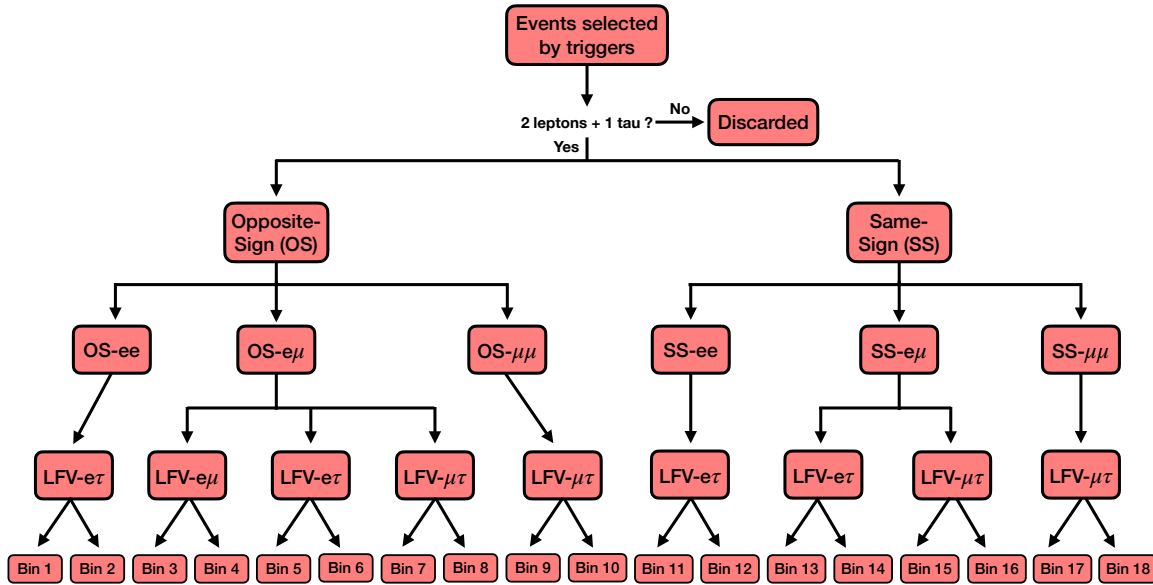 Events selected
by triggers
No
2 leptons + 1 tau ?
Discarded
Yes
Opposite-
Sign (OS)
Same-
Sign (SS)
OS-ee
OS-eμ
OS-μμ
SS-ee
SS-eμ
SS-μμ
LFV-eτ
LFV-eμ
LFV-eτ
LFV-μτ
LFV-μτ
LFV-eτ
LFV-eτ
LFV-μτ
LFV-μτ
Bin 1
Bin 2
Bin 3
Bin 4
Bin 5
Bin 6
Bin 7
Bin 8
Bin 9
Bin 10
Bin 11
Bin 12
Bin 13
Bin 14
Bin 15
Bin 16
Bin 17
Bin 18